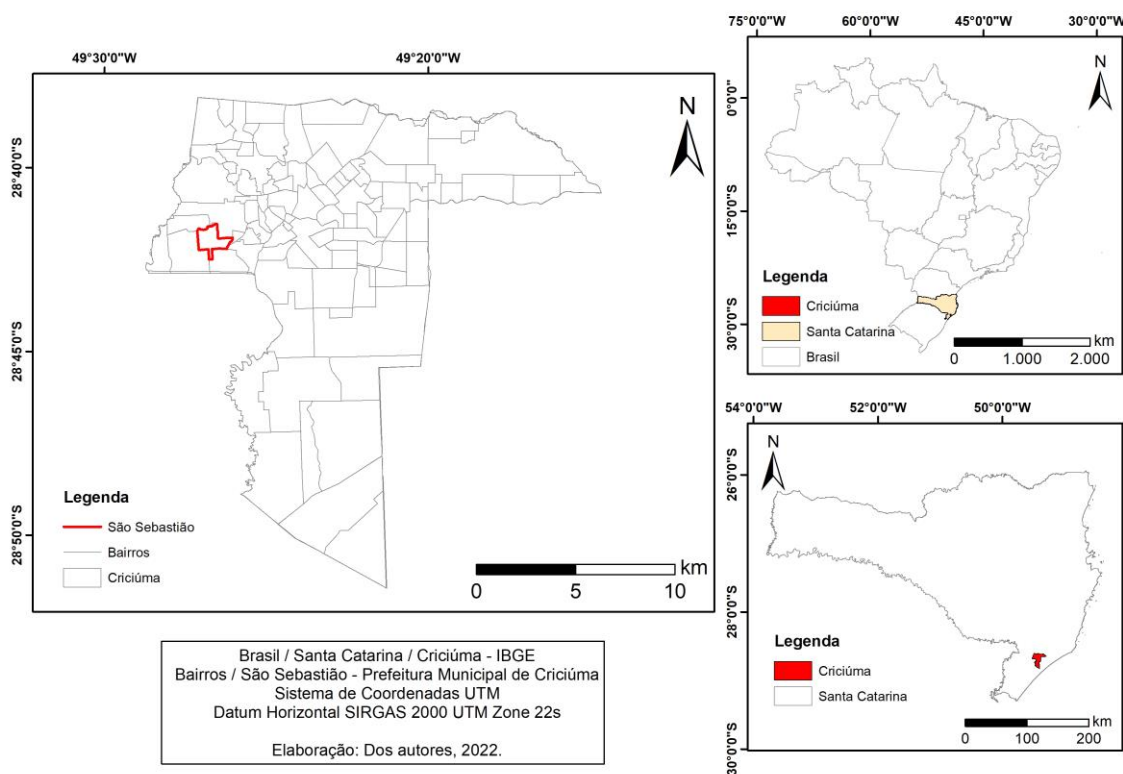 49°30'0"W
49°20'0"W
N
28°40'0"S
28°45'0"S
28°50'0"S
Legenda
São Sebastião
Bairros
Criciúma
km
0 5 10
Brasil / Santa Catarina / Criciúma - IBGE
Bairros / São Sebastião - Prefeitura Municipal de Criciúma
Sistema de Coordenadas UTM
Datum Horizontal SIRGAS 2000 UTM Zone 22s
Elaboração: Dos autores, 2022.
75°0'0"W
60°0'0"W
45°0'0"W
30°0'0"W
N
0°0'0"
15°0'0"S
30°0'0"S
Legenda
Criciúma
Santa Catarina
Brasil
km
0 1.000 2.000
54°0'0"W
52°0'0"W
50°0'0"W
N
26°0'0"S
28°0'0"S
30°0'0"S
Legenda
Criciúma
Santa Catarina
km
0 100 200